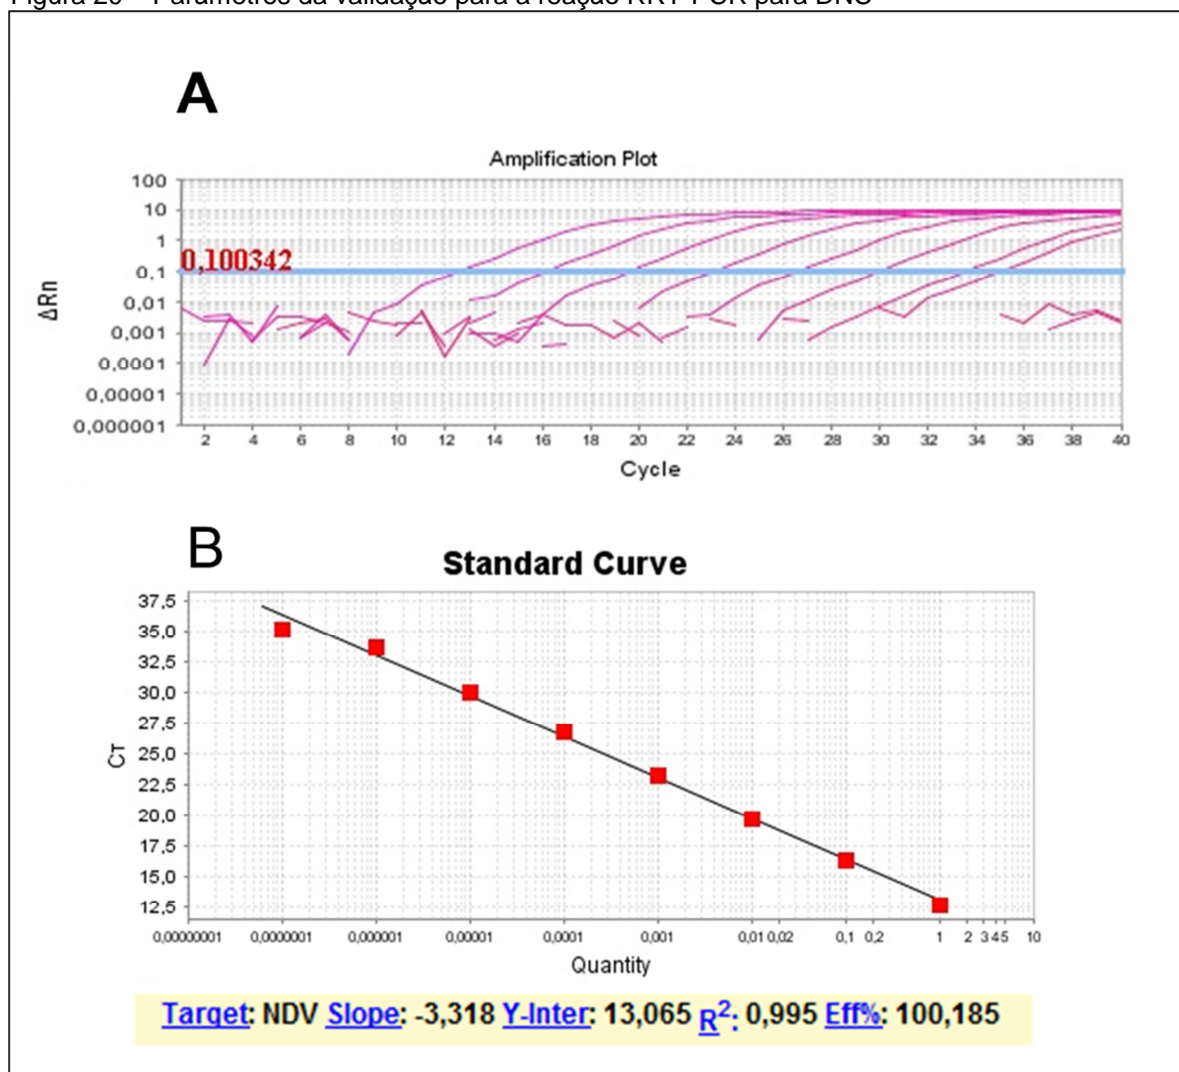 A
Amplification Plot
100
10
1
0,100342
0,1
0,01
0,001
0,0001
0,00001
0,000001
ΔRn
2 4 6 8 10 12 14 16 18 20 22 24 26 28 30 32 34 36 38 40
Cycle
B
Standard Curve
37,5
35,0
32,5
30,0
27,5
25,0
22,5
20,0
17,5
15,0
12,5
CT
0,00000001 0,0000001 0,000001 0,00001 0,0001 0,001 0,01 0,02 0,1 0,2 1 2 3 4 5 10
Quantity
Target: NDV Slope: -3,318 Y-Inter: 13,065 R²: 0,995 Eff%: 100,185